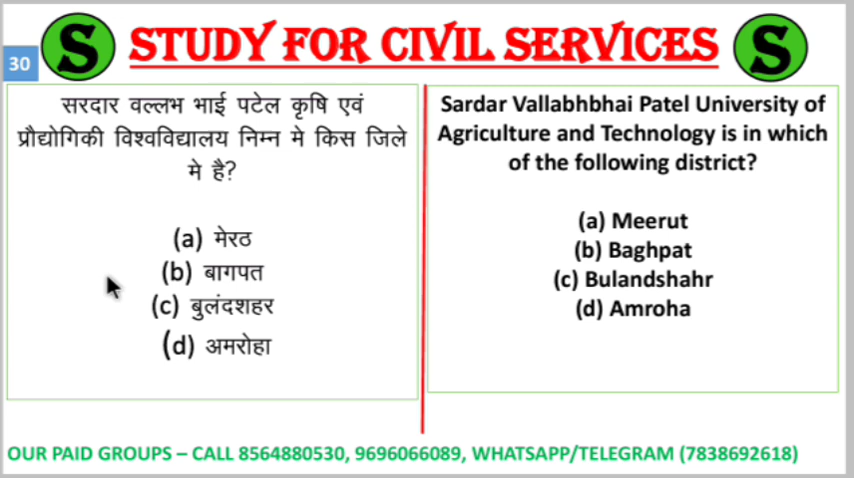 30
S
STUDY FOR CIVIL SERVICES
S
सरदार वल्लभ भाई पटेल कृषि एवं
प्रौद्योगिकी विश्वविद्यालय निम्न मे किस जिले
मे है?
(a) मेरठ
(b) बागपत
(c) बुलंदशहर
(d) अमरोहा
Sardar Vallabhbhai Patel University of
Agriculture and Technology is in which
of the following district?
(a) Meerut
(b) Baghpat
(c) Bulandshahr
(d) Amroha
OUR PAID GROUPS – CALL 8564880530, 9696066089, WHATSAPP/TELEGRAM (7838692618)